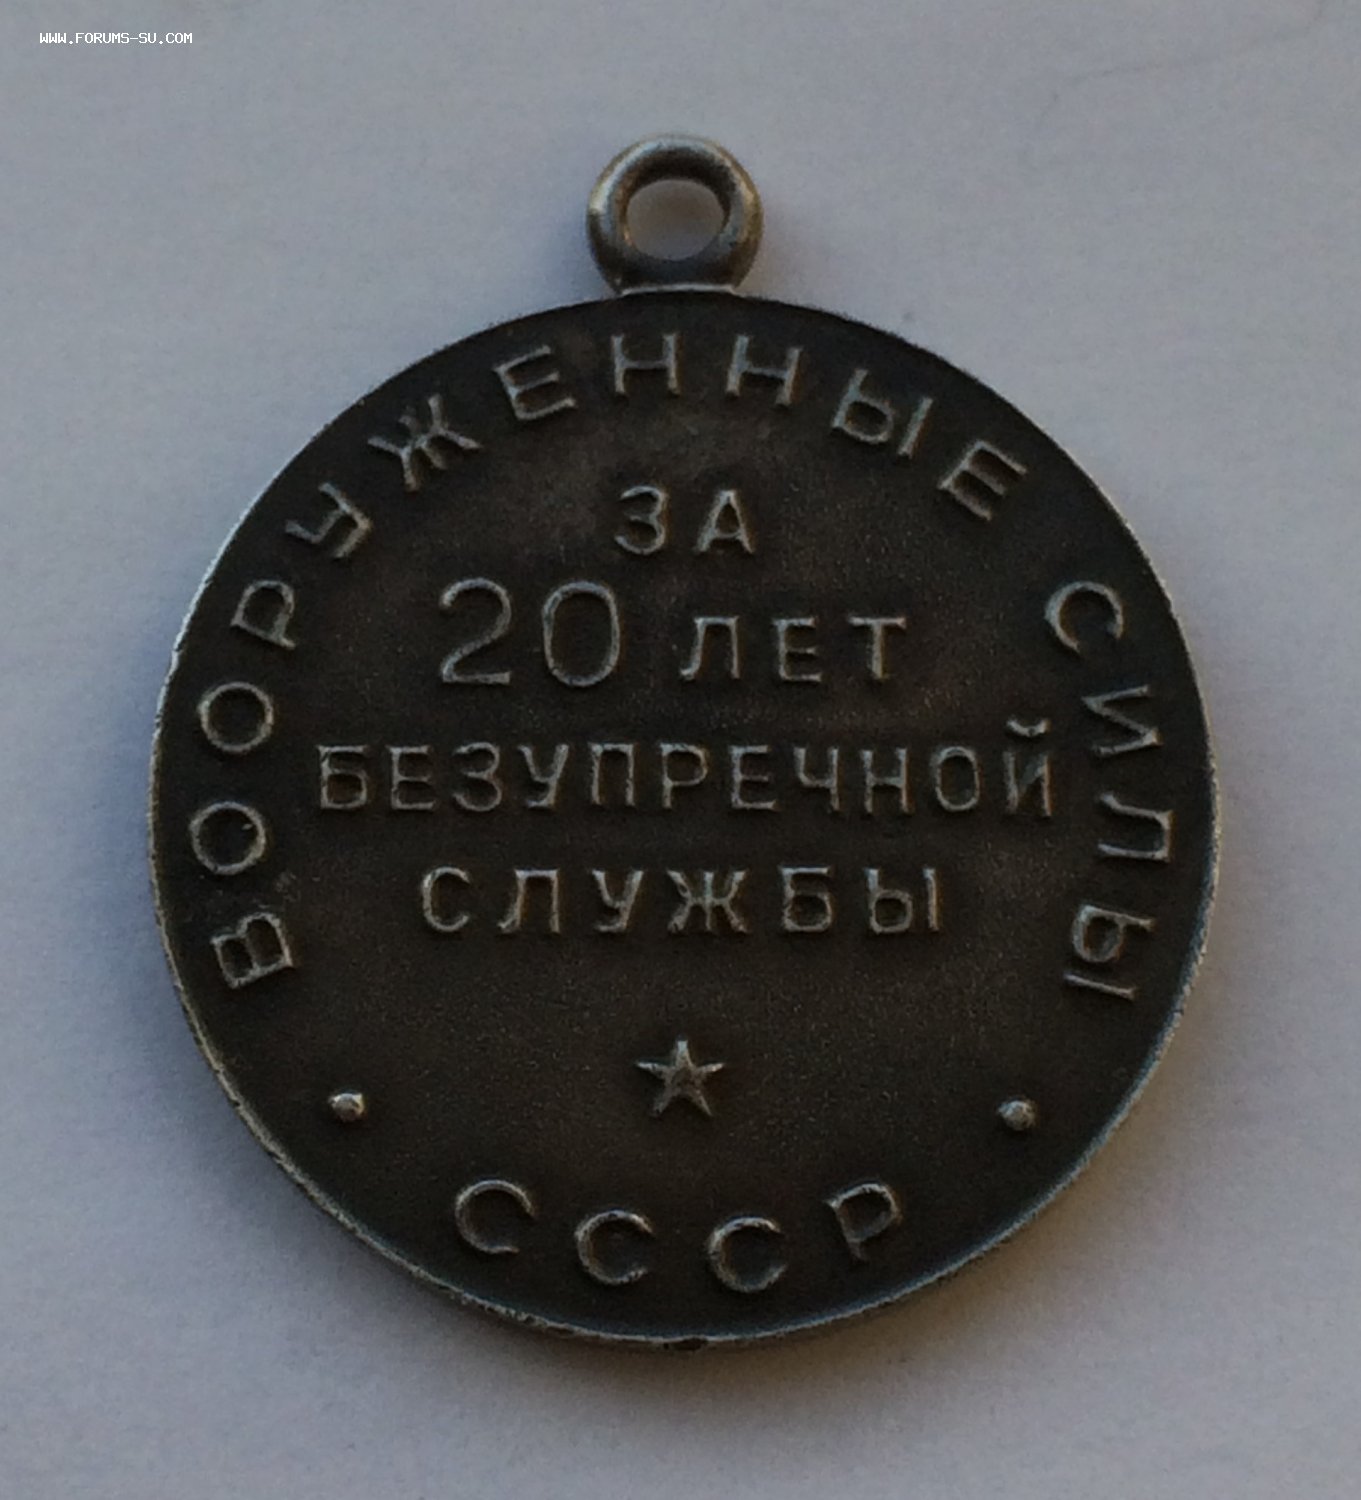 WWW.FORUMS-SU.COM
ВООРУЖЕННЫЕ СИЛЫ
ЗА
20 ЛЕТ
БЕЗУПРЕЧНОЙ
СЛУЖБЫ
СССР